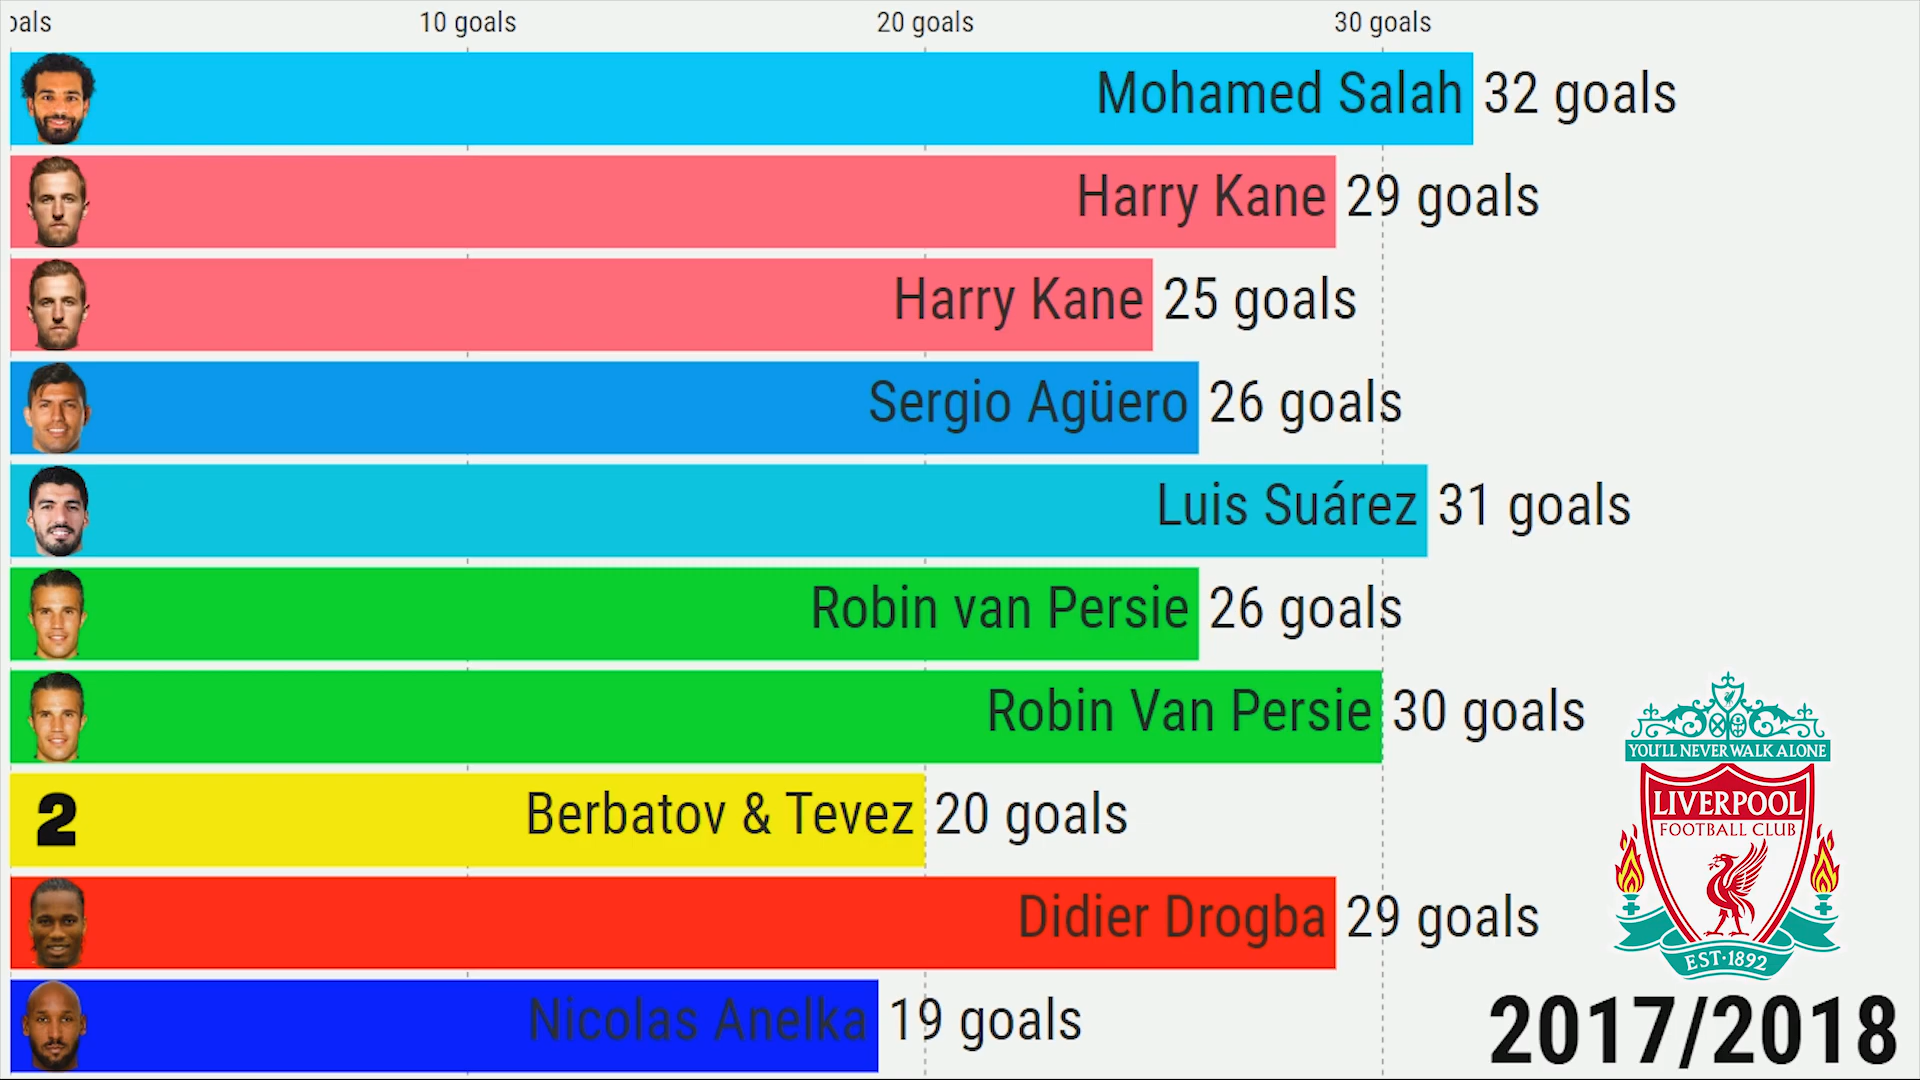 oals 10 goals 20 goals 30 goals
Mohamed Salah 32 goals
Harry Kane 29 goals
Harry Kane 25 goals
Sergio Agüero 26 goals
Luis Suárez 31 goals
Robin van Persie 26 goals
Robin Van Persie 30 goals
2 Berbatov & Tevez 20 goals
Didier Drogba 29 goals
Nicolas Anelka 19 goals
YOU'LL NEVER WALK ALONE
LIVERPOOL
FOOTBALL CLUB
EST·1892
2017/2018